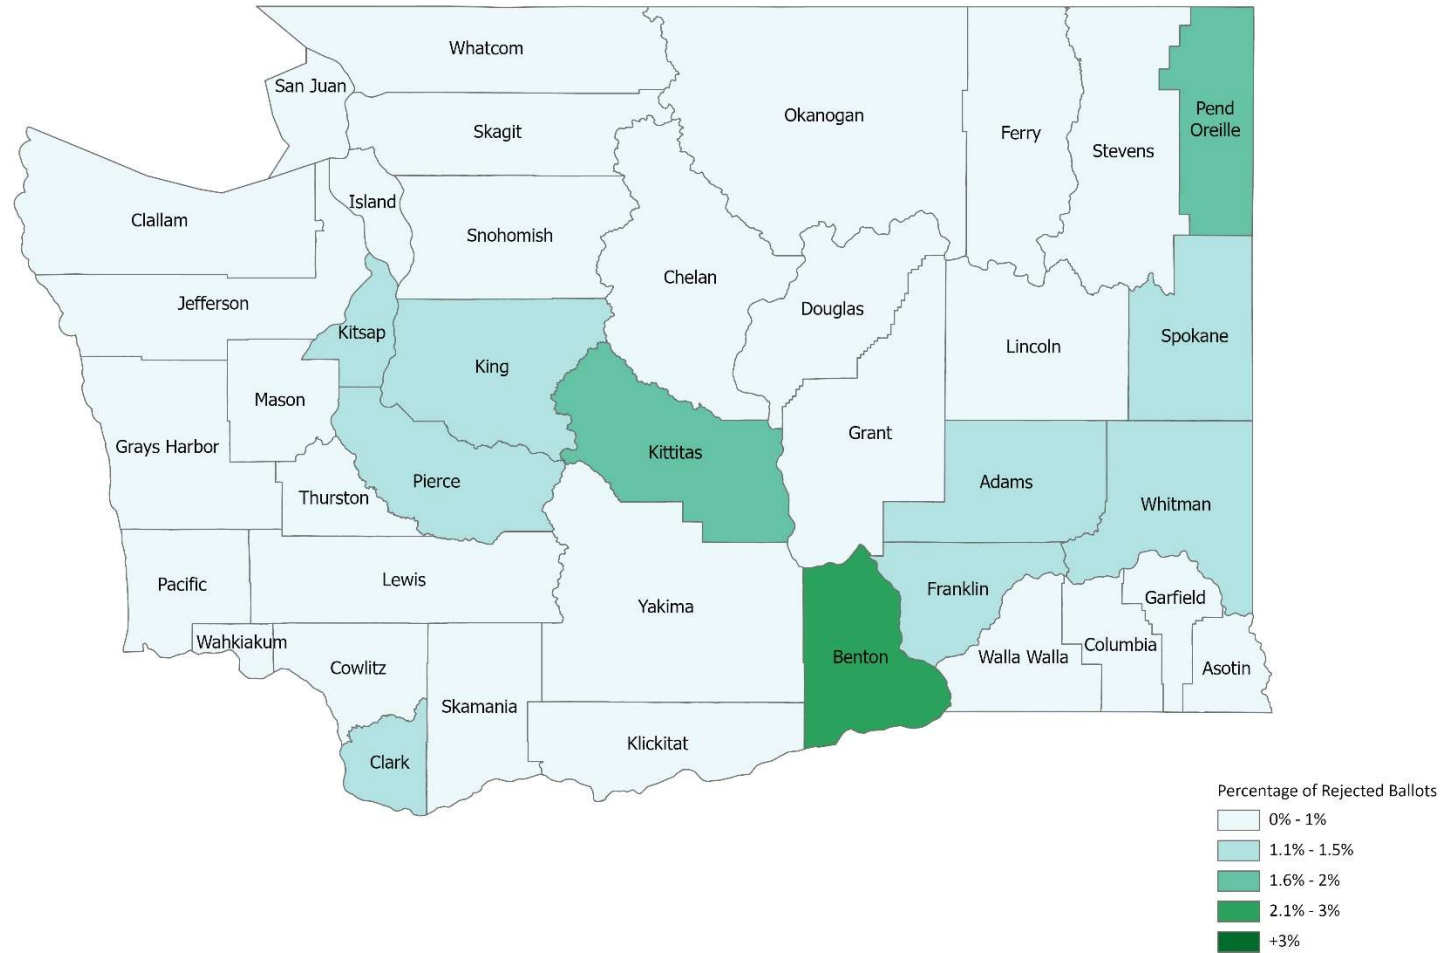 Whatcom
San Juan
Skagit
Okanogan
Ferry
Stevens
Pend
Oreille
Clallam
Island
Snohomish
Chelan
Jefferson
Kitsap
King
Douglas
Lincoln
Spokane
Mason
Grays Harbor
Thurston
Pierce
Kittitas
Grant
Adams
Whitman
Pacific
Lewis
Yakima
Franklin
Garfield
Wahkiakum
Cowlitz
Skamania
Benton
Walla Walla
Columbia
Asotin
Clark
Klickitat
Percentage of Rejected Ballots
0% - 1%
1.1% - 1.5%
1.6% - 2%
2.1% - 3%
+3%